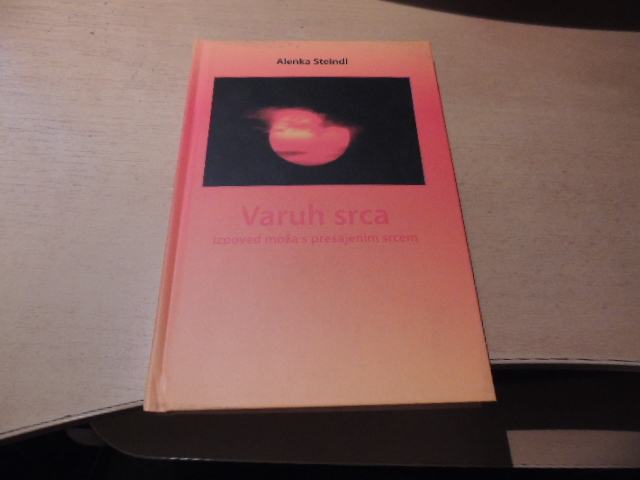 Alenka Steindl
Varuh srca
izpoved moža s presajenim srcem